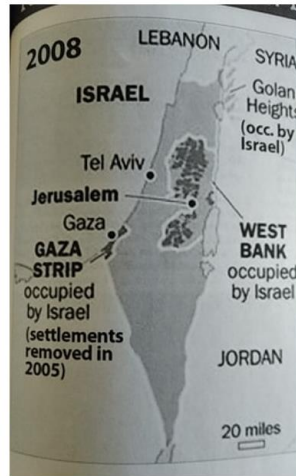 2008
LEBANON
SYRIA
ISRAEL
Golan
Heights
(occ. by
Israel)
Tel Aviv
Jerusalem
Gaza
GAZA
STRIP
occupied
by Israel
(settlements
removed in
2005)
WEST
BANK
occupied
by Israel
JORDAN
20 miles